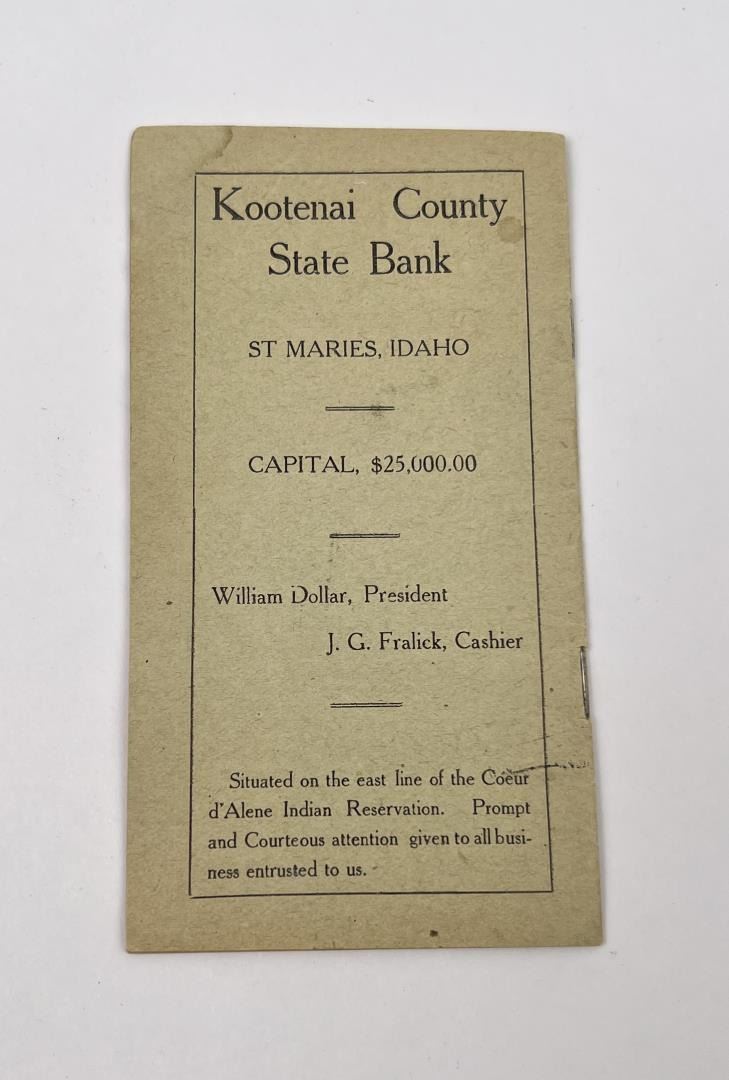 Kootenai County
State Bank
ST MARIES, IDAHO
CAPITAL, $25,000.00
William Dollar, President
J. G. Fralick, Cashier
Situated on the east line of the Coeur
d'Alene Indian Reservation. Prompt
and Courteous attention given to all busi-
ness entrusted to us.